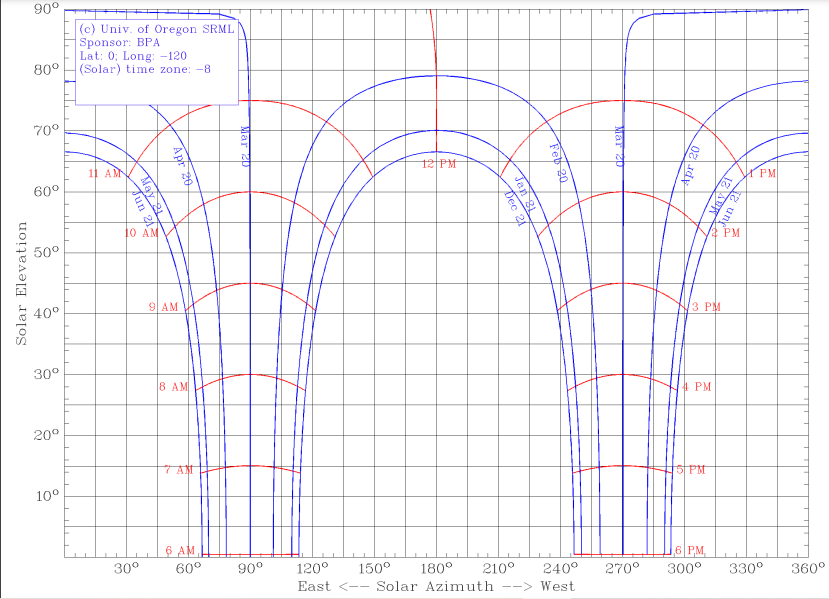 90°
(c) Univ. of Oregon SRML
Sponsor: BPA
Lat: 0; Long: -120
(Solar) time zone: -8
80°
70°
60°
50°
40°
30°
20°
10°
Solar Elevation
Mar 20
Apr 20
May 21
Jun 21
Feb 20
Jan 21
Dec 21
Mar 20
Apr 20
May 21
Jun 21
11 AM
12 PM
1 PM
10 AM
2 PM
9 AM
3 PM
8 AM
4 PM
7 AM
5 PM
6 AM
6 PM
30° 60° 90° 120° 150° 180° 210° 240° 270° 300° 330° 360°
East <-- Solar Azimuth --> West